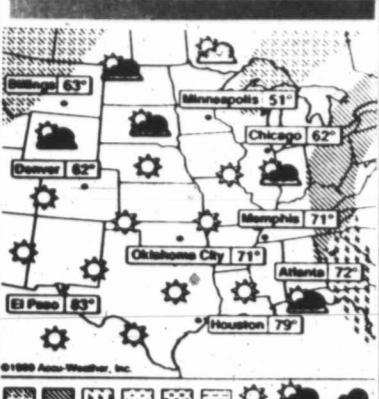 Billings 63°
Minneapolis 51°
Chicago 62°
Denver 62°
Memphis 71°
Oklahoma City 71°
Atlanta 72°
El Paso 83°
Houston 79°
Accu-Weather, Inc.